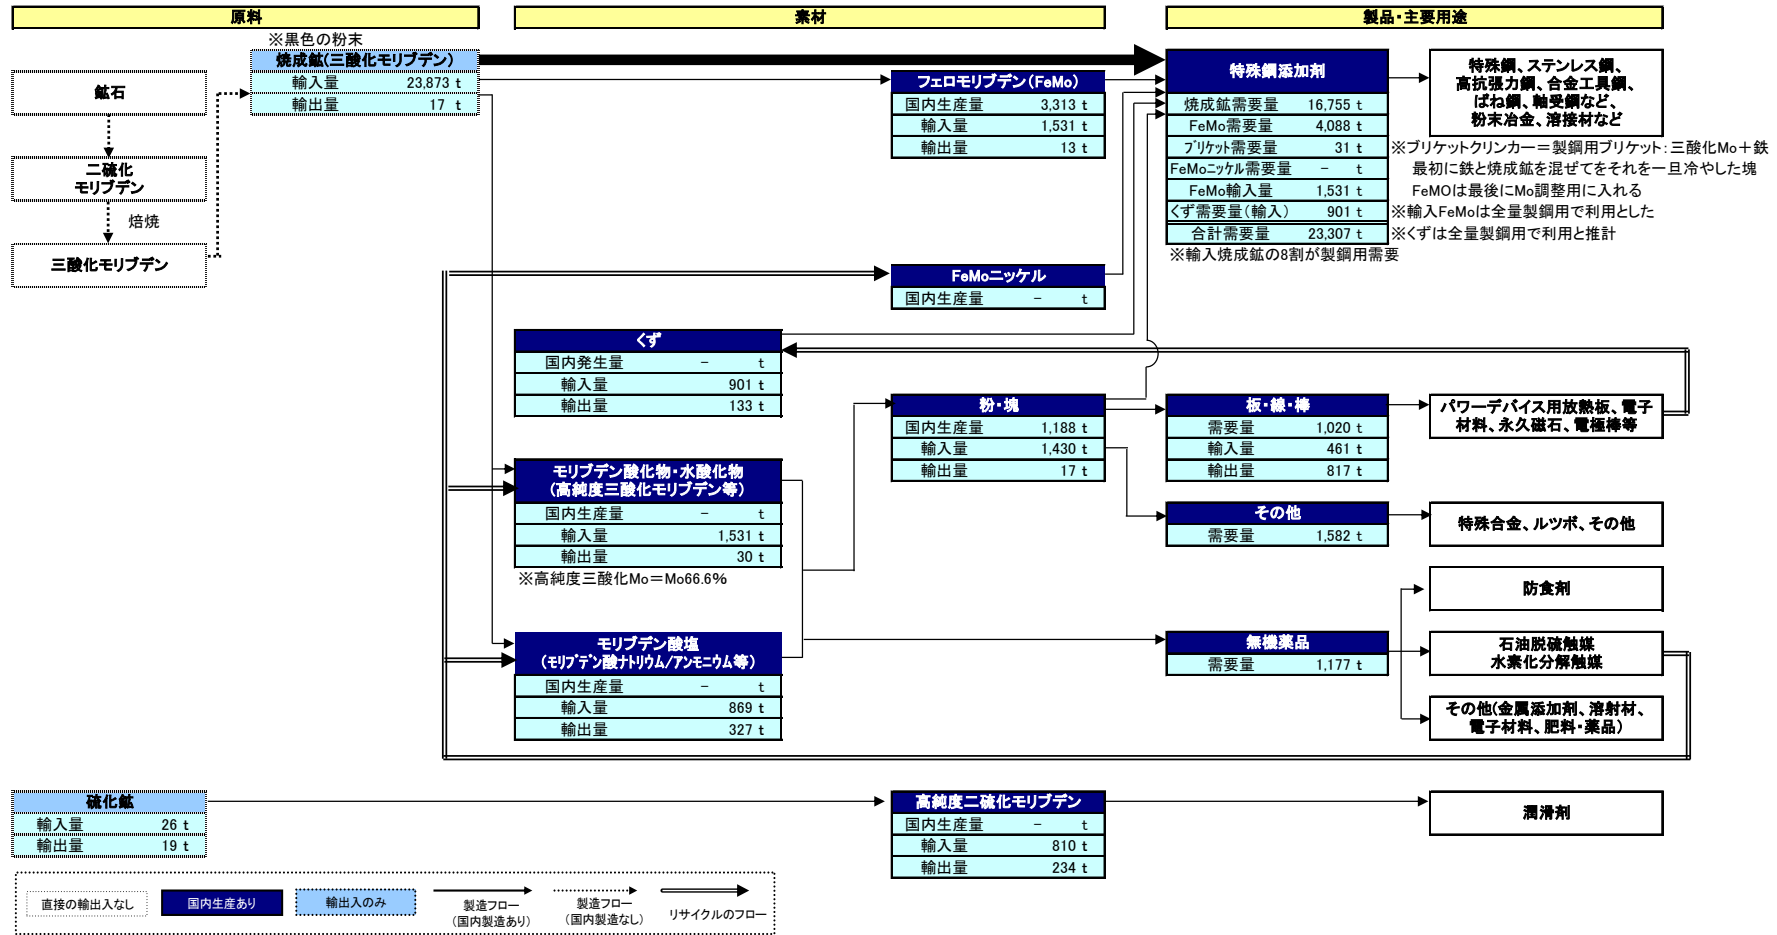 原料
素材
製品・主要用途
※黒色の粉末
焼成鉱(三酸化モリブデン)
輸入量 23,873 t
輸出量 17 t
鉱石
二硫化
モリブデン
焙焼
三酸化モリブデン
フェロモリブデン(FeMo)
国内生産量 3,313 t
輸入量 1,531 t
輸出量 13 t
特殊鋼添加剤
焼成鉱需要量 16,755 t
FeMo需要量 4,088 t
ブリケット需要量 31 t
FeMoニッケル需要量 － t
FeMo輸入量 1,531 t
くず需要量(輸入) 901 t
合計需要量 23,307 t
※輸入焼成鉱の8割が製鋼用需要
特殊鋼、ステンレス鋼、
高抗張力鋼、合金工具鋼、
ばね鋼、軸受鋼など、
粉末冶金、溶接材など
※ブリケットクリンカー＝製鋼用ブリケット：三酸化Mo＋鉄
最初に鉄と焼成鉱を混ぜてをそれを一旦冷やした塊
FeMOは最後にMo調整用に入れる
※輸入FeMoは全量製鋼用で利用とした
※くずは全量製鋼用で利用と推計
FeMoニッケル
国内生産量 － t
くず
国内発生量 － t
輸入量 901 t
輸出量 133 t
粉・塊
国内生産量 1,188 t
輸入量 1,430 t
輸出量 17 t
板・線・棒
需要量 1,020 t
輸入量 461 t
輸出量 817 t
パワーデバイス用放熱板、電子
材料、永久磁石、電極棒等
モリブデン酸化物・水酸化物
(高純度三酸化モリブデン等)
国内生産量 － t
輸入量 1,531 t
輸出量 30 t
※高純度三酸化Mo＝Mo66.6%
その他
需要量 1,582 t
特殊合金、ルツボ、その他
防食剤
モリブデン酸塩
(モリブデン酸ナトリウム/アンモニウム等)
国内生産量 － t
輸入量 869 t
輸出量 327 t
無機薬品
需要量 1,177 t
石油脱硫触媒
水素化分解触媒
その他(金属添加剤、溶射材、
電子材料、肥料・薬品)
硫化鉱
輸入量 26 t
輸出量 19 t
高純度二硫化モリブデン
国内生産量 － t
輸入量 810 t
輸出量 234 t
潤滑剤
直接の輸出入なし
国内生産あり
輸出入のみ
製造フロー
(国内製造あり)
製造フロー
(国内製造なし)
リサイクルのフロー